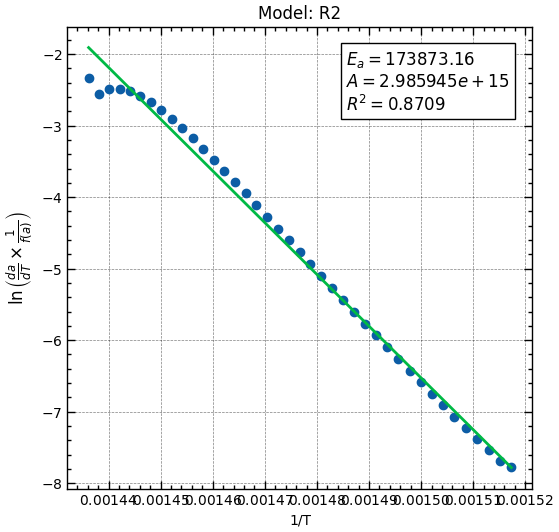 Model: R2
−2
−3
−4
−5
−6
−7
−8
ln(da/dT × 1/f(a))
E_a = 173873.16
A = 2.985945e + 15
R² = 0.8709
0.00144 0.00145 0.00146 0.00147 0.00148 0.00149 0.00150 0.00151 0.00152
1/T